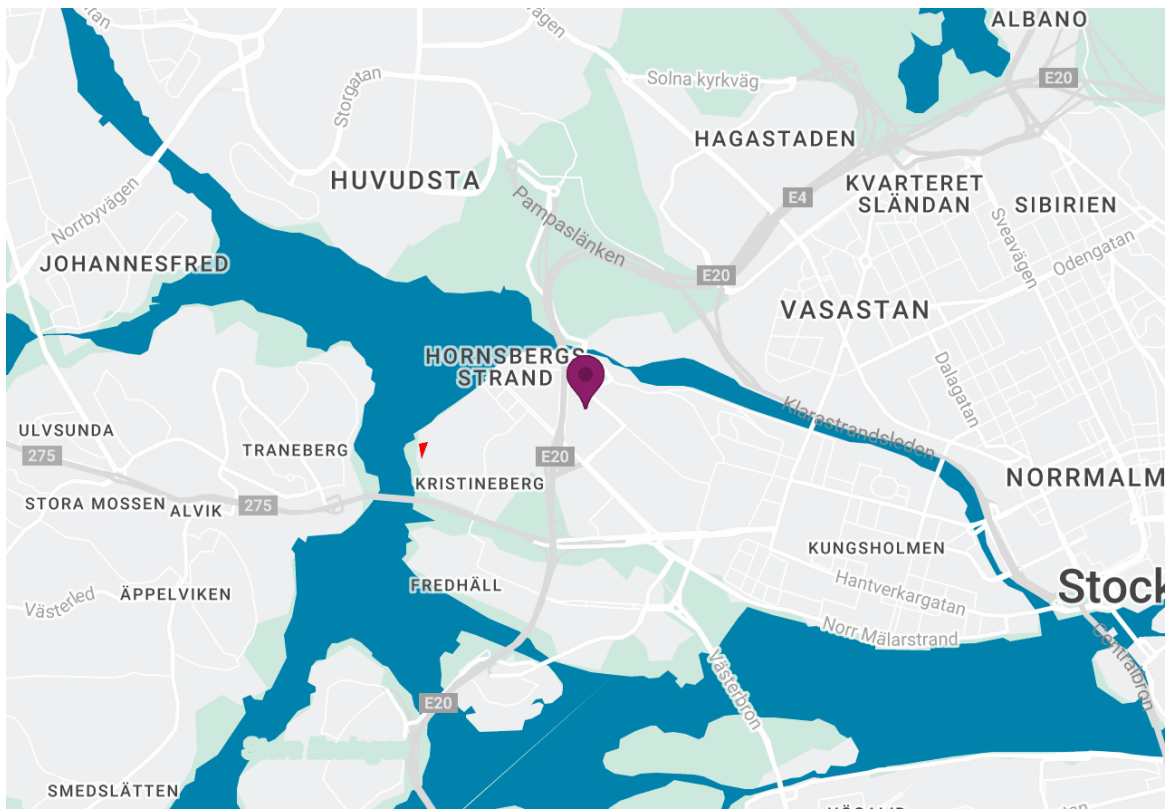 ALBANO
Storgatan
Solna kyrkväg
E20
HAGASTADEN
HUVUDSTA
KVARTERET
SLÄNDAN
E4
SIBIRIEN
Pampaslänken
Norrbyvägen
Sveavägen
Odengatan
JOHANNESFRED
E20
VASASTAN
HORNSBERGS
STRAND
Dalagatan
Klarastrandsleden
ULVSUNDA
275
TRANEBERG
E20
KRISTINEBERG
NORRMALM
STORA MOSSEN
ALVIK
275
KUNGSHOLMEN
FREDHÄLL
Hantverkargatan
Stock
Västerled
ÄPPELVIKEN
Norr Mälarstrand
Centralbron
Västerbron
E20
Stora Essingen
SMEDSLÄTTEN